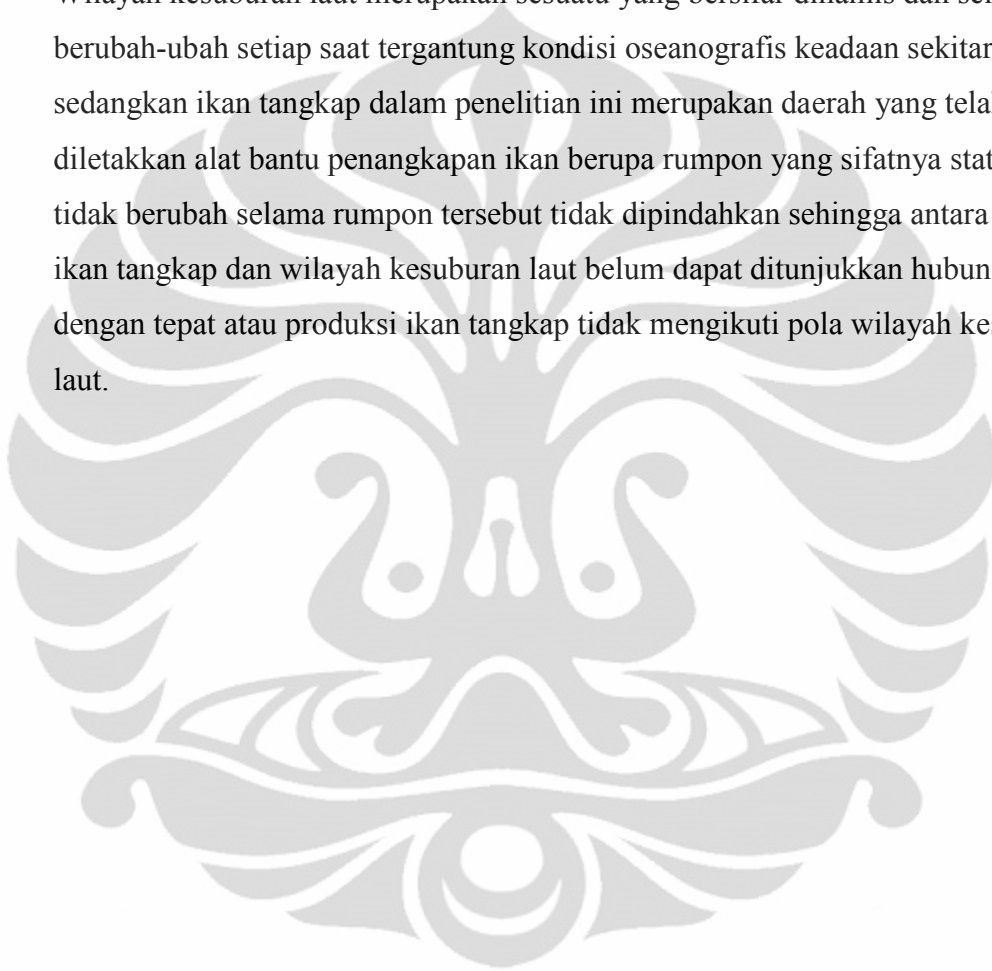 Wilayah kesuburan laut merupakan sesuatu yang bersifat dinamis dan
berubah-ubah setiap saat tergantung kondisi oseanografis keadaan sekitar
sedangkan ikan tangkap dalam penelitian ini merupakan daerah yang
diletakkan alat bantu penangkapan ikan berupa rumpon yang sifatnya
tidak berubah selama rumpon tersebut tidak dipindahkan sehingga antara
ikan tangkap dan wilayah kesuburan laut belum dapat ditunjukkan
dengan tepat atau produksi ikan tangkap tidak mengikuti pola wilayah
laut.